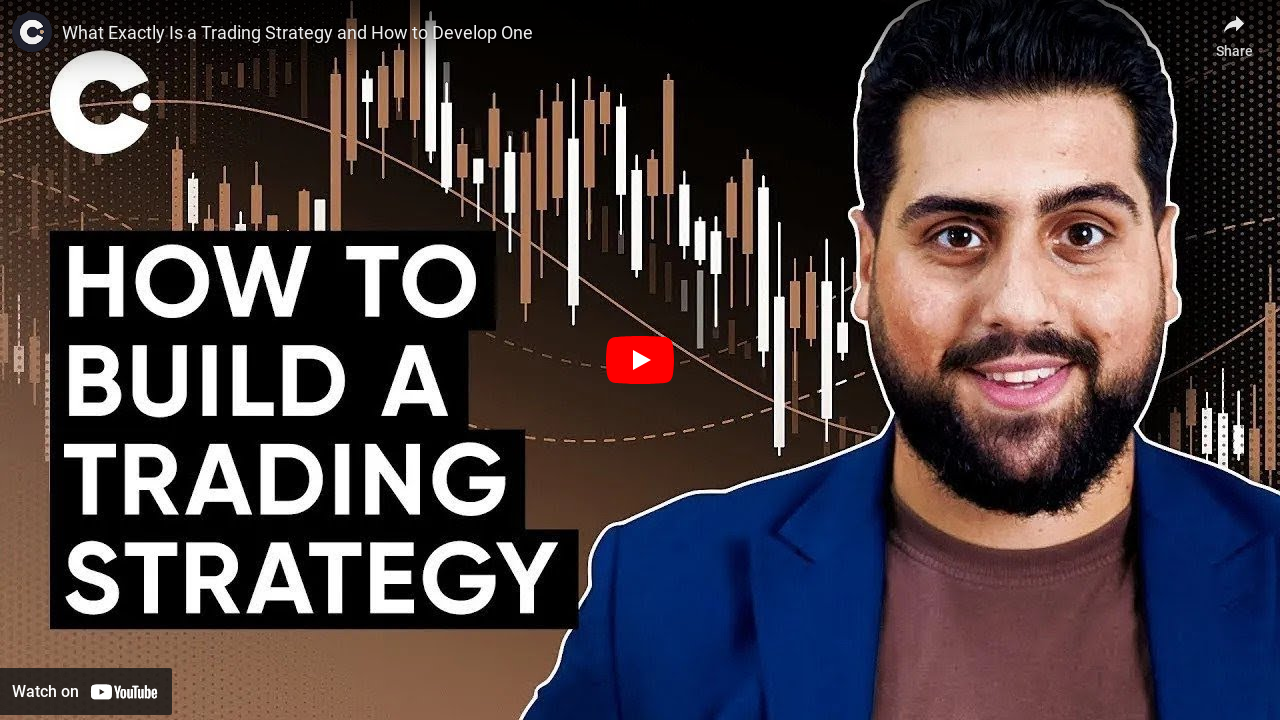 What Exactly Is a Trading Strategy and How to Develop One
Share
HOW TO
BUILD A
TRADING
STRATEGY
Watch on YouTube